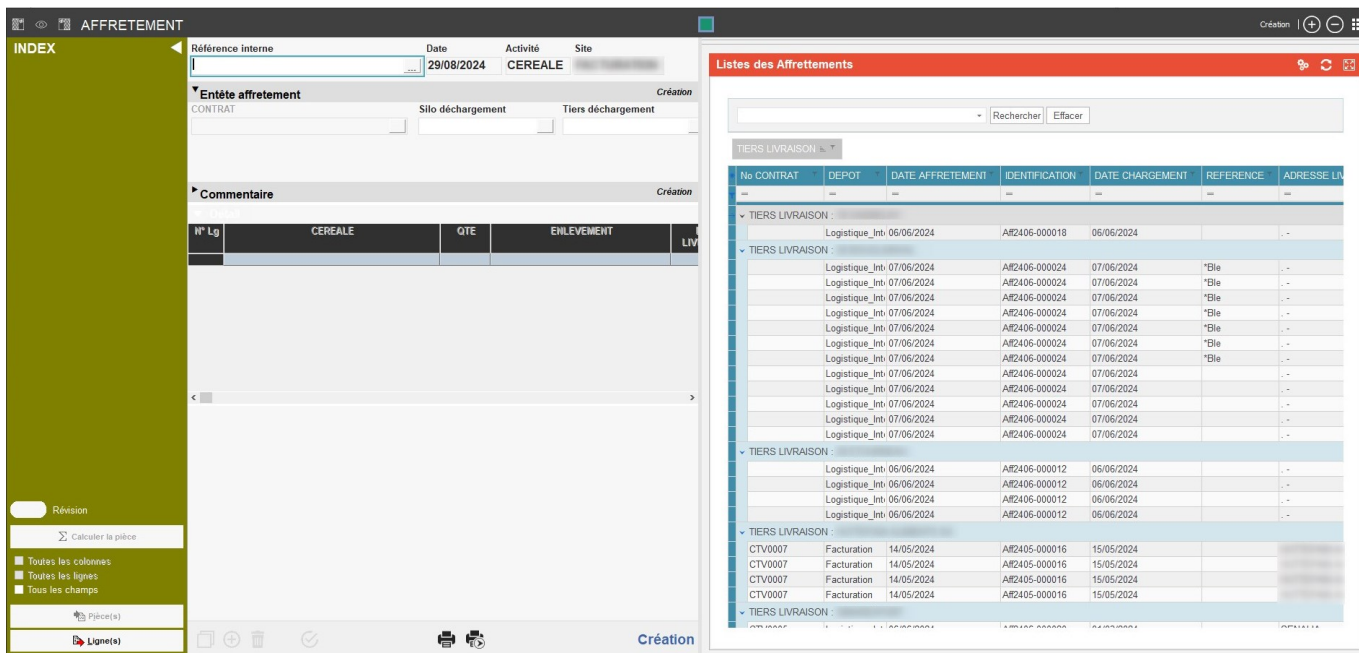 AFFRETEMENT
Création
INDEX
Référence interne Date Activité Site
... 29/08/2024 CEREALE
Entête affretement Création
CONTRAT Silo déchargement Tiers déchargement
Commentaire Création
N° Lg CEREALE QTE ENLEVEMENT
Révision
Calculer la pièce
Toutes les colonnes
Toutes les lignes
Tous les champs
Pièce(s)
Ligne(s)
Création
Listes des Affrettements
Rechercher Effacer
TIERS LIVRAISON
No CONTRAT DEPOT DATE AFFRETEMENT IDENTIFICATION DATE CHARGEMENT REFERENCE ADRESSE LIV
= = = = = = =
TIERS LIVRAISON :
Logistique_Int 06/06/2024 Aff2406-000018 06/06/2024 . -
TIERS LIVRAISON :
Logistique_Int 07/06/2024 Aff2406-000024 07/06/2024 *Ble . -
Logistique_Int 07/06/2024 Aff2406-000024 07/06/2024 *Ble . -
Logistique_Int 07/06/2024 Aff2406-000024 07/06/2024 *Ble . -
Logistique_Int 07/06/2024 Aff2406-000024 07/06/2024 *Ble . -
Logistique_Int 07/06/2024 Aff2406-000024 07/06/2024 *Ble . -
Logistique_Int 07/06/2024 Aff2406-000024 07/06/2024 *Ble . -
Logistique_Int 07/06/2024 Aff2406-000024 07/06/2024 *Ble . -
Logistique_Int 07/06/2024 Aff2406-000024 07/06/2024 . -
Logistique_Int 07/06/2024 Aff2406-000024 07/06/2024 . -
Logistique_Int 07/06/2024 Aff2406-000024 07/06/2024 . -
Logistique_Int 07/06/2024 Aff2406-000024 07/06/2024 . -
Logistique_Int 07/06/2024 Aff2406-000024 07/06/2024 . -
TIERS LIVRAISON :
Logistique_Int 06/06/2024 Aff2406-000012 06/06/2024 . -
Logistique_Int 06/06/2024 Aff2406-000012 06/06/2024 . -
Logistique_Int 06/06/2024 Aff2406-000012 06/06/2024 . -
Logistique_Int 06/06/2024 Aff2406-000012 06/06/2024 . -
TIERS LIVRAISON :
CTV0007 Facturation 14/05/2024 Aff2405-000016 15/05/2024
CTV0007 Facturation 14/05/2024 Aff2405-000016 15/05/2024
CTV0007 Facturation 14/05/2024 Aff2405-000016 15/05/2024
CTV0007 Facturation 14/05/2024 Aff2405-000016 15/05/2024
TIERS LIVRAISON :